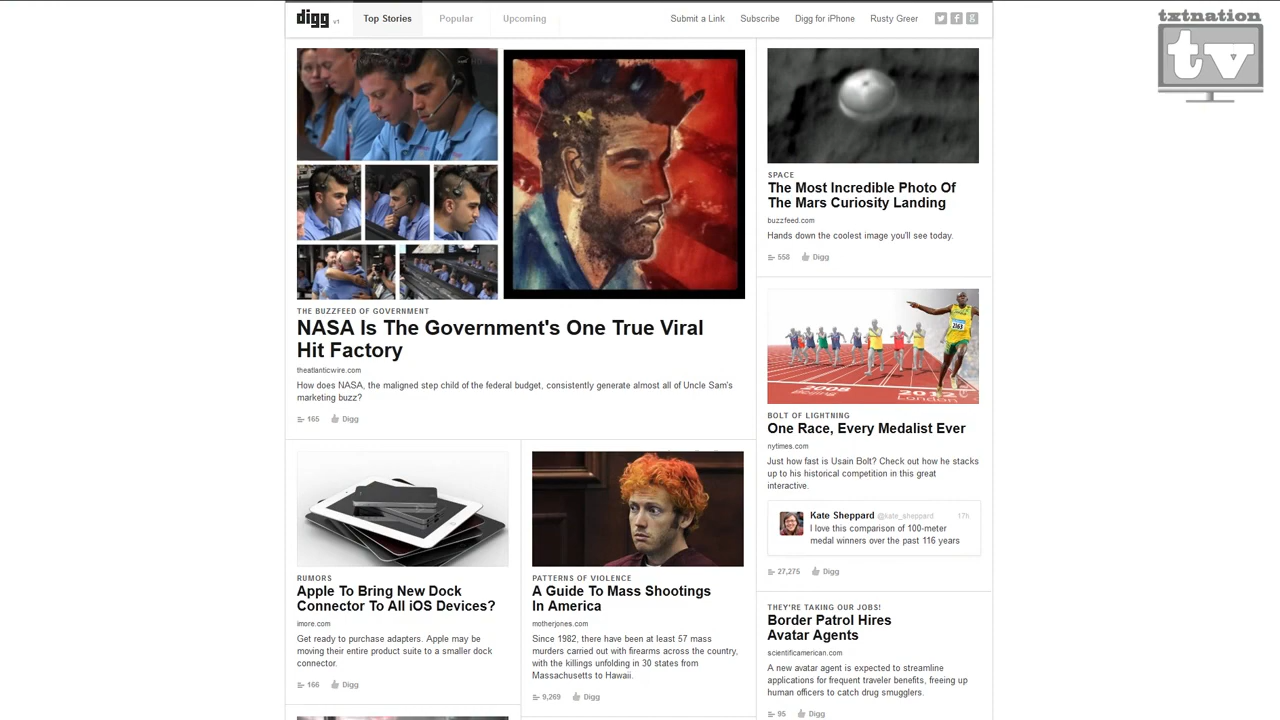 digg v1
Top Stories
Popular
Upcoming
Submit a Link
Subscribe
Digg for iPhone
Rusty Greer
txtnation
tv
THE BUZZFEED OF GOVERNMENT
NASA Is The Government's One True Viral
Hit Factory
theatlanticwire.com
How does NASA, the maligned step child of the federal budget, consistently generate almost all of Uncle Sam's
marketing buzz?
165 Digg
SPACE
The Most Incredible Photo Of
The Mars Curiosity Landing
buzzfeed.com
Hands down the coolest image you'll see today.
558 Digg
2008
Beijing
2012
London
2163
BOLT OF LIGHTNING
One Race, Every Medalist Ever
nytimes.com
Just how fast is Usain Bolt? Check out how he stacks
up to his historical competition in this great
interactive.
Kate Sheppard @kate_sheppard 17h
I love this comparison of 100-meter
medal winners over the past 116 years
27,275 Digg
RUMORS
Apple To Bring New Dock
Connector To All iOS Devices?
imore.com
Get ready to purchase adapters. Apple may be
moving their entire product suite to a smaller dock
connector.
166 Digg
PATTERNS OF VIOLENCE
A Guide To Mass Shootings
In America
motherjones.com
Since 1982, there have been at least 57 mass
murders carried out with firearms across the country,
with the killings unfolding in 30 states from
Massachusetts to Hawaii.
9,269 Digg
THEY'RE TAKING OUR JOBS!
Border Patrol Hires
Avatar Agents
scientificamerican.com
A new avatar agent is expected to streamline
applications for frequent traveler benefits, freeing up
human officers to catch drug smugglers.
95 Digg